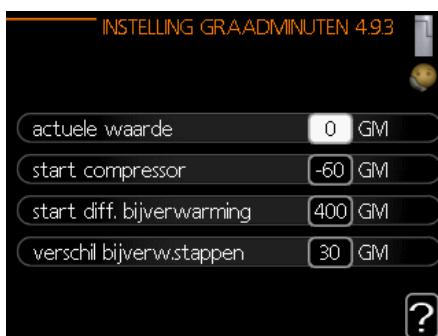 INSTELLING GRAADMINUTEN 4.9.3
actuele waarde 0 GM
start compressor -60 GM
start diff. bijverwarming 400 GM
verschil bijverw.stappen 30 GM
?